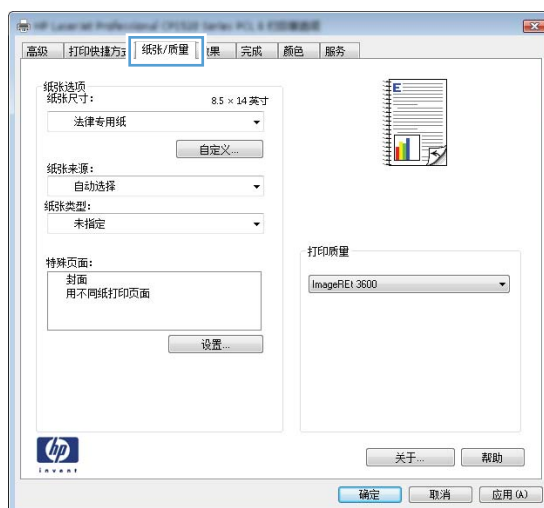 高级 打印快捷方 纸张/质量 果 完成 颜色 服务
纸张选项
纸张尺寸: 8.5 × 14 英寸
法律专用纸
自定义...
纸张来源:
自动选择
纸张类型:
未指定
特殊页面:
封面
用不同纸打印页面
设置...
E
打印质量
ImageREt 3600
hp
invent
关于... 帮助
确定 取消 应用 (A)